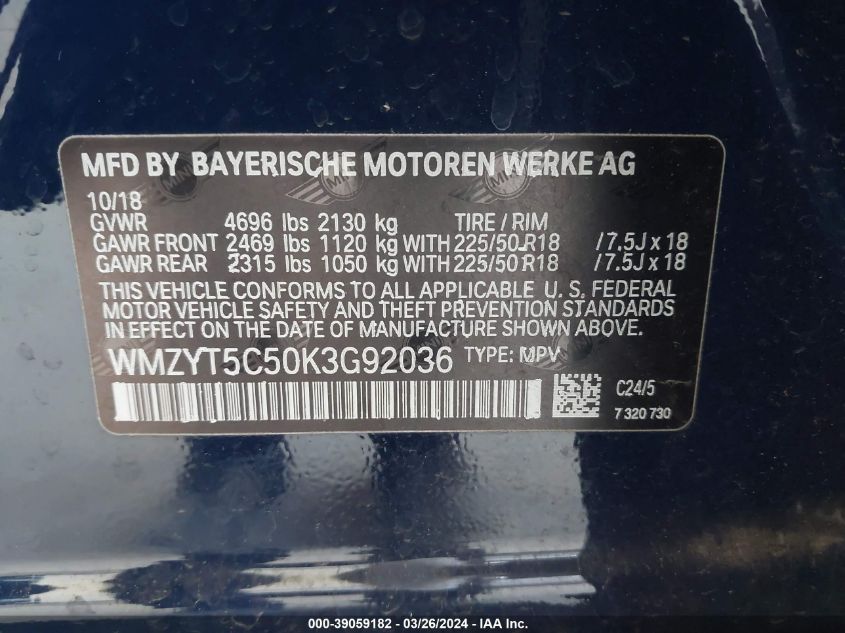 MFD BY BAYERISCHE MOTOREN WERKE AG
10/18
GVWR 4696 lbs 2130 kg TIRE / RIM
GAWR FRONT 2469 lbs 1120 kg WITH 225/50 R18 / 7.5J x 18
GAWR REAR 2315 lbs 1050 kg WITH 225/50 R18 / 7.5J x 18
THIS VEHICLE CONFORMS TO ALL APPLICABLE U. S. FEDERAL
MOTOR VEHICLE SAFETY AND THEFT PREVENTION STANDARDS
IN EFFECT ON THE DATE OF MANUFACTURE SHOWN ABOVE.
WMZYT5C50K3G92036 TYPE: MPV
C24/5
7 320 730
000-39059182 - 03/26/2024 - IAA, Inc.